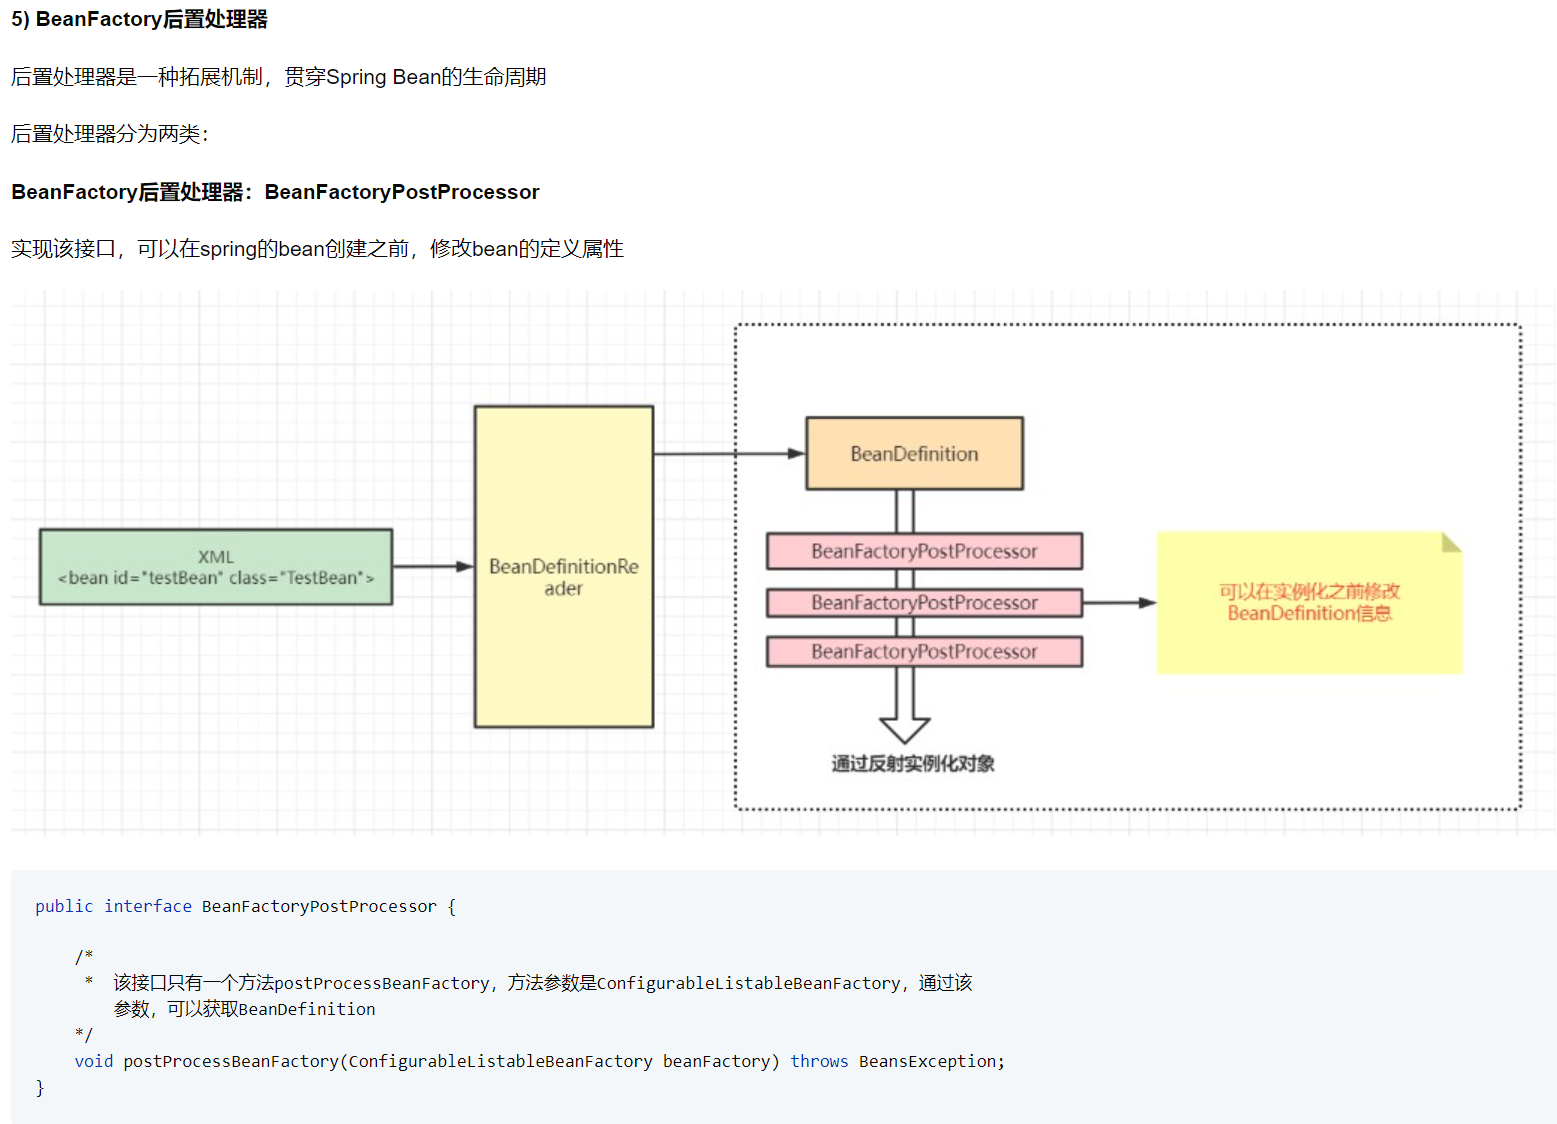 5) BeanFactory后置处理器
后置处理器是一种拓展机制，贯穿Spring Bean的生命周期
后置处理器分为两类：
BeanFactory后置处理器：BeanFactoryPostProcessor
实现该接口，可以在spring的bean创建之前，修改bean的定义属性
XML
<bean id="testBean" class="TestBean">
BeanDefinitionRe
ader
BeanDefinition
BeanFactoryPostProcessor
BeanFactoryPostProcessor
BeanFactoryPostProcessor
可以在实例化之前修改
BeanDefinition信息
通过反射实例化对象
public interface BeanFactoryPostProcessor {
/*
* 该接口只有一个方法postProcessBeanFactory，方法参数是ConfigurableListableBeanFactory，通过该
参数，可以获取BeanDefinition
*/
void postProcessBeanFactory(ConfigurableListableBeanFactory beanFactory) throws BeansException;
}